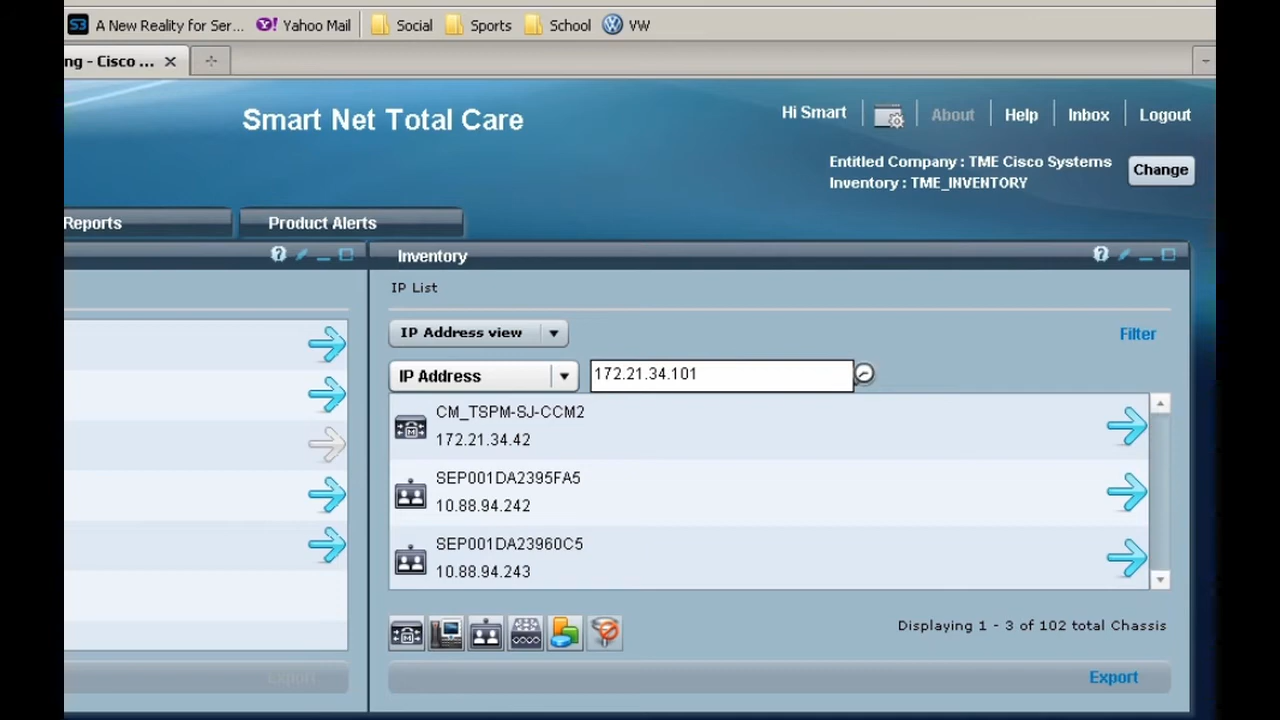 A New Reality for Ser... Yahoo Mail Social Sports School VW
ng - Cisco ...
Smart Net Total Care
Hi Smart About Help Inbox Logout
Entitled Company : TME Cisco Systems
Inventory : TME_INVENTORY
Change
Reports Product Alerts
Inventory
IP List
IP Address view
Filter
IP Address 172.21.34.101
CM_TSPM-SJ-CCM2
172.21.34.42
SEP001DA2395FA5
10.88.94.242
SEP001DA23960C5
10.88.94.243
Displaying 1 - 3 of 102 total Chassis
Export Export